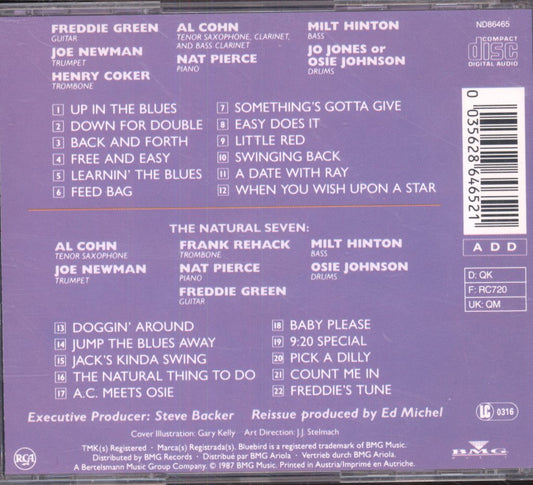 FREDDIE GREEN
GUITAR
JOE NEWMAN
TRUMPET
HENRY COKER
TROMBONE
AL COHN
TENOR SAXOPHONE, CLARINET,
AND BASS CLARINET
NAT PIERCE
PIANO
MILT HINTON
BASS
JO JONES or
OSIE JOHNSON
DRUMS
ND86465
COMPACT
disc
DIGITAL AUDIO
1 UP IN THE BLUES
2 DOWN FOR DOUBLE
3 BACK AND FORTH
4 FREE AND EASY
5 LEARNIN' THE BLUES
6 FEED BAG
7 SOMETHING'S GOTTA GIVE
8 EASY DOES IT
9 LITTLE RED
10 SWINGING BACK
11 A DATE WITH RAY
12 WHEN YOU WISH UPON A STAR
0 035628 646521
A D D
D: QK
F: RC720
UK: QM
THE NATURAL SEVEN:
AL COHN
TENOR SAXOPHONE
JOE NEWMAN
TRUMPET
FRANK REHACK
TROMBONE
NAT PIERCE
PIANO
FREDDIE GREEN
GUITAR
MILT HINTON
BASS
OSIE JOHNSON
DRUMS
13 DOGGIN' AROUND
14 JUMP THE BLUES AWAY
15 JACK'S KINDA SWING
16 THE NATURAL THING TO DO
17 A.C. MEETS OSIE
18 BABY PLEASE
19 9:20 SPECIAL
20 PICK A DILLY
21 COUNT ME IN
22 FREDDIE'S TUNE
Executive Producer: Steve Backer Reissue produced by Ed Michel
Cover Illustration: Gary Kelly Art Direction: J.J. Stelmach
LC 0316
RCA
TMK(s) Registered • Marca(s) Registrada(s). Bluebird is a registered trademark of BMG Music.
Distributed by BMG Records • Distribué par BMG Ariola • Vertrieb durch BMG Ariola.
A Bertelsmann Music Group Company. © 1987 BMG Music. Printed in Austria/Imprimé en Autriche.
BMG